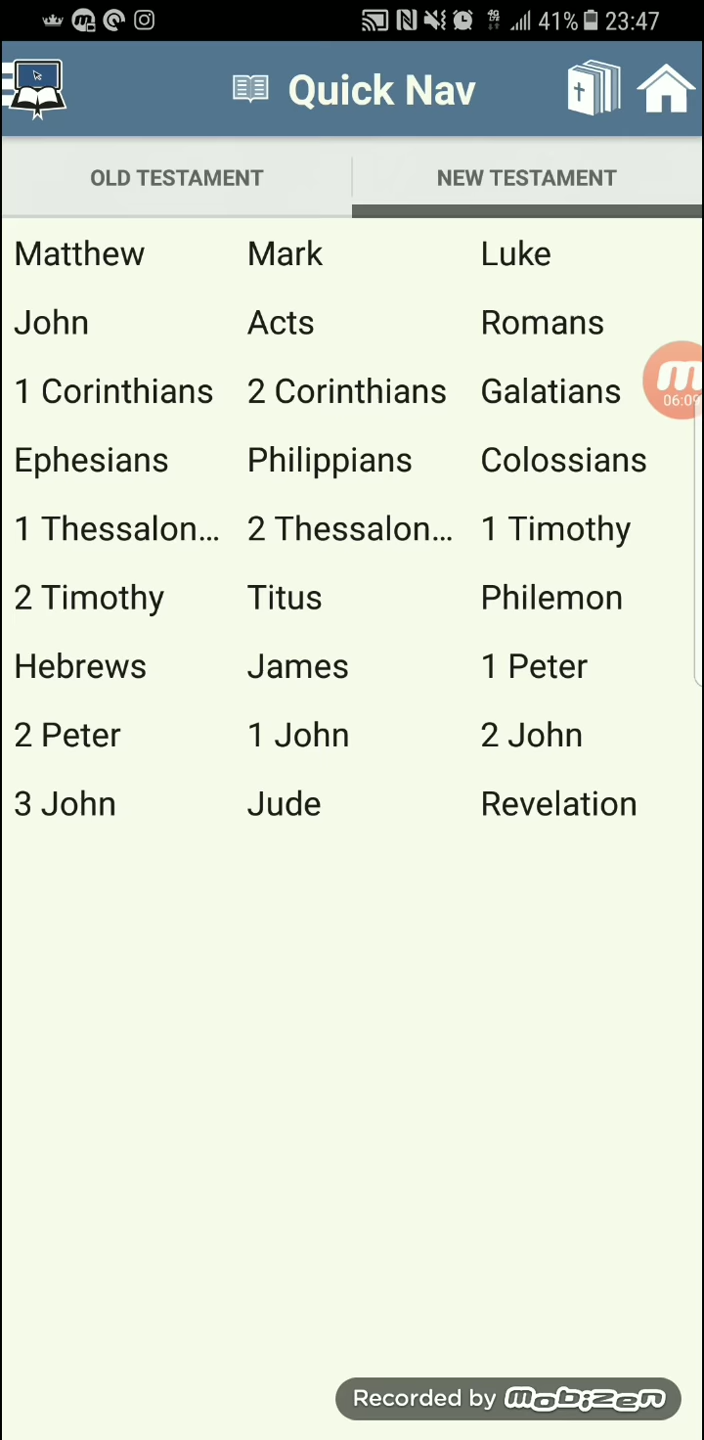 41% 23:47
Quick Nav
OLD TESTAMENT NEW TESTAMENT
Matthew Mark Luke
John Acts Romans
1 Corinthians 2 Corinthians Galatians
06:09
Ephesians Philippians Colossians
1 Thessalon... 2 Thessalon... 1 Timothy
2 Timothy Titus Philemon
Hebrews James 1 Peter
2 Peter 1 John 2 John
3 John Jude Revelation
Recorded by mobizen